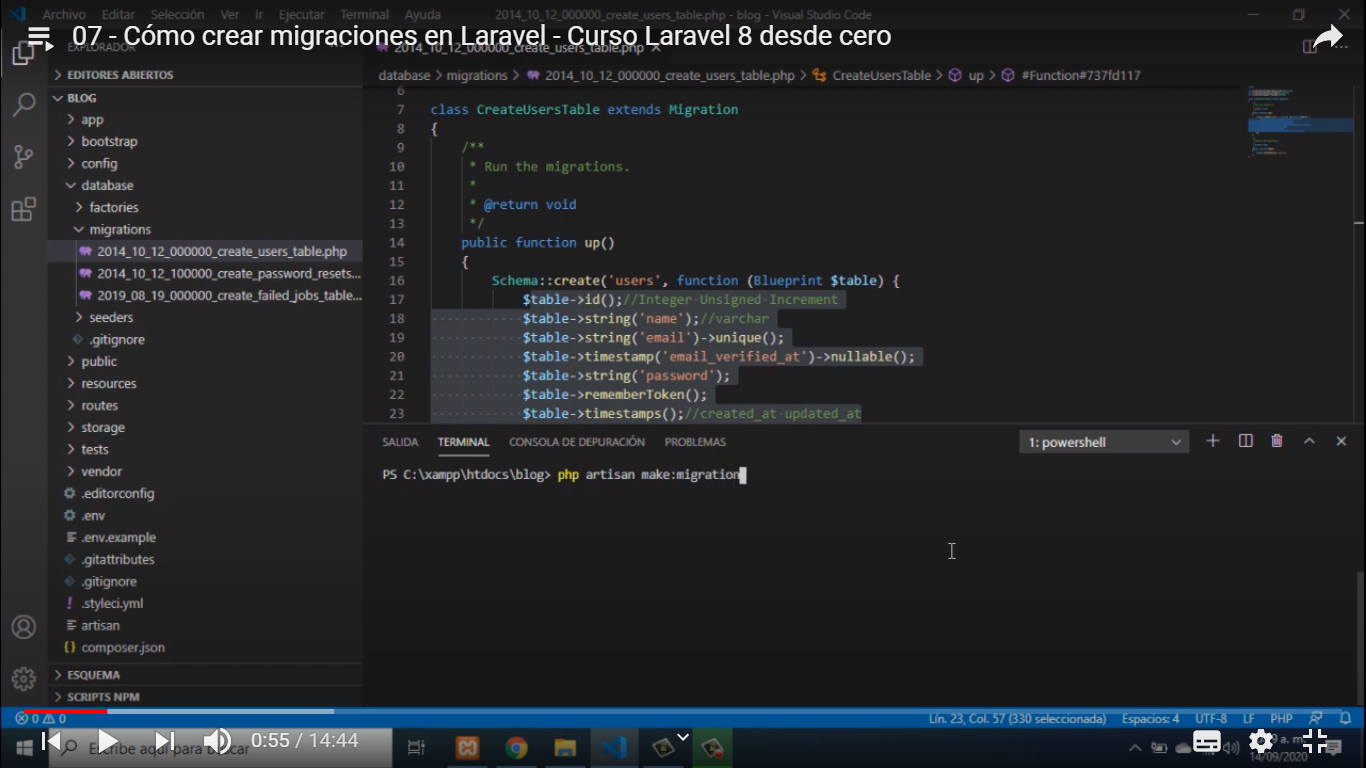 Archivo Editar Selección Ver Ir Ejecutar Terminal Ayuda 2014_10_12_000000_create_users_table.php - blog - Visual Studio Code
07 - Cómo crear migraciones en Laravel - Curso Laravel 8 desde cero
EXPLORADOR
2014_10_12_000000_create_users_table.php
EDITORES ABIERTOS
BLOG
app
bootstrap
config
database
factories
migrations
2014_10_12_000000_create_users_table.php
2014_10_12_100000_create_password_resets...
2019_08_19_000000_create_failed_jobs_table...
seeders
.gitignore
public
resources
routes
storage
tests
vendor
.editorconfig
.env
.env.example
.gitattributes
.gitignore
.styleci.yml
artisan
composer.json
ESQUEMA
SCRIPTS NPM
database > migrations > 2014_10_12_000000_create_users_table.php > CreateUsersTable > up > #Function#737fd117
6
7 class CreateUsersTable extends Migration
8 {
9 /**
10 * Run the migrations.
11 *
12 * @return void
13 */
14 public function up()
15 {
16 Schema::create('users', function (Blueprint $table) {
17 $table->id();//Integer Unsigned Increment
18 $table->string('name');//varchar
19 $table->string('email')->unique();
20 $table->timestamp('email_verified_at')->nullable();
21 $table->string('password');
22 $table->rememberToken();
23 $table->timestamps();//created_at updated_at
SALIDA TERMINAL CONSOLA DE DEPURACIÓN PROBLEMAS 1: powershell
PS C:\xampp\htdocs\blog> php artisan make:migration
0 0 Lín. 23, Col. 57 (330 seleccionada) Espacios: 4 UTF-8 LF PHP
Escribe aquí para buscar
0:55 / 14:44
a. m.
14/09/2020